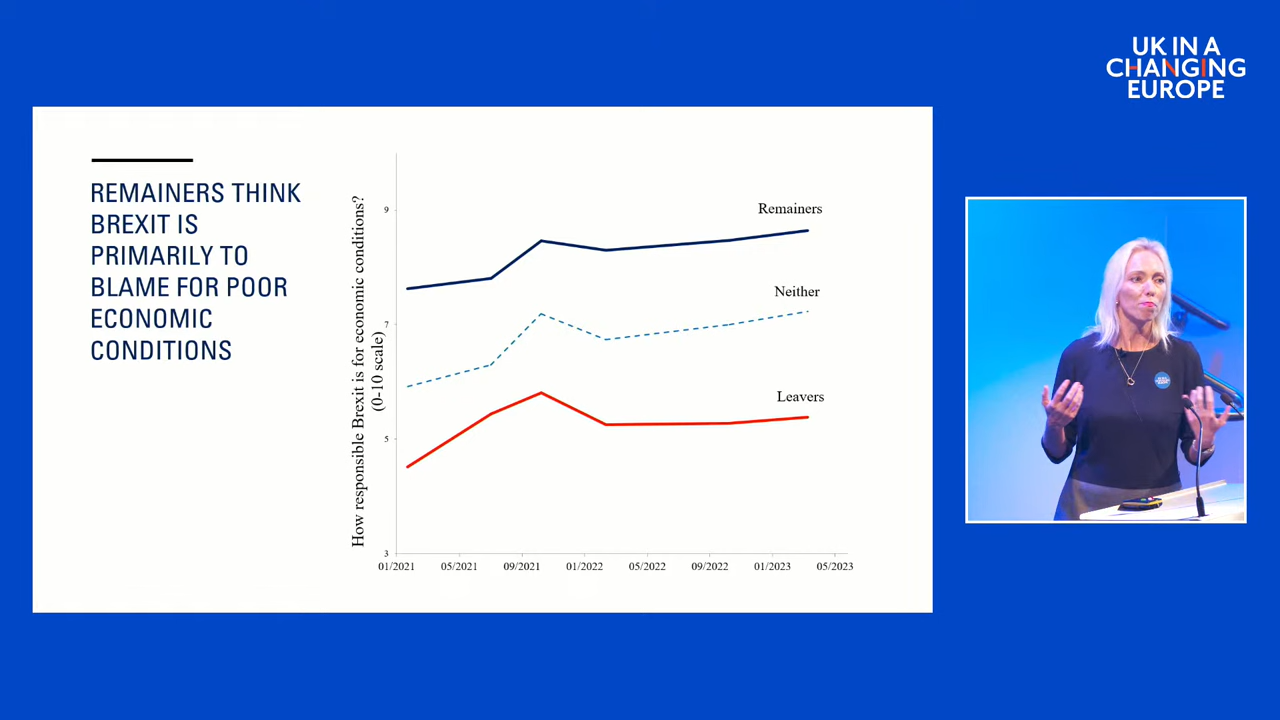 UK IN A
CHANGING
EUROPE
REMAINERS THINK
BREXIT IS
PRIMARILY TO
BLAME FOR POOR
ECONOMIC
CONDITIONS
How responsible Brexit is for economic conditions?
(0-10 scale)
9
7
5
3
Remainers
Neither
Leavers
01/2021
05/2021
09/2021
01/2022
05/2022
09/2022
01/2023
05/2023